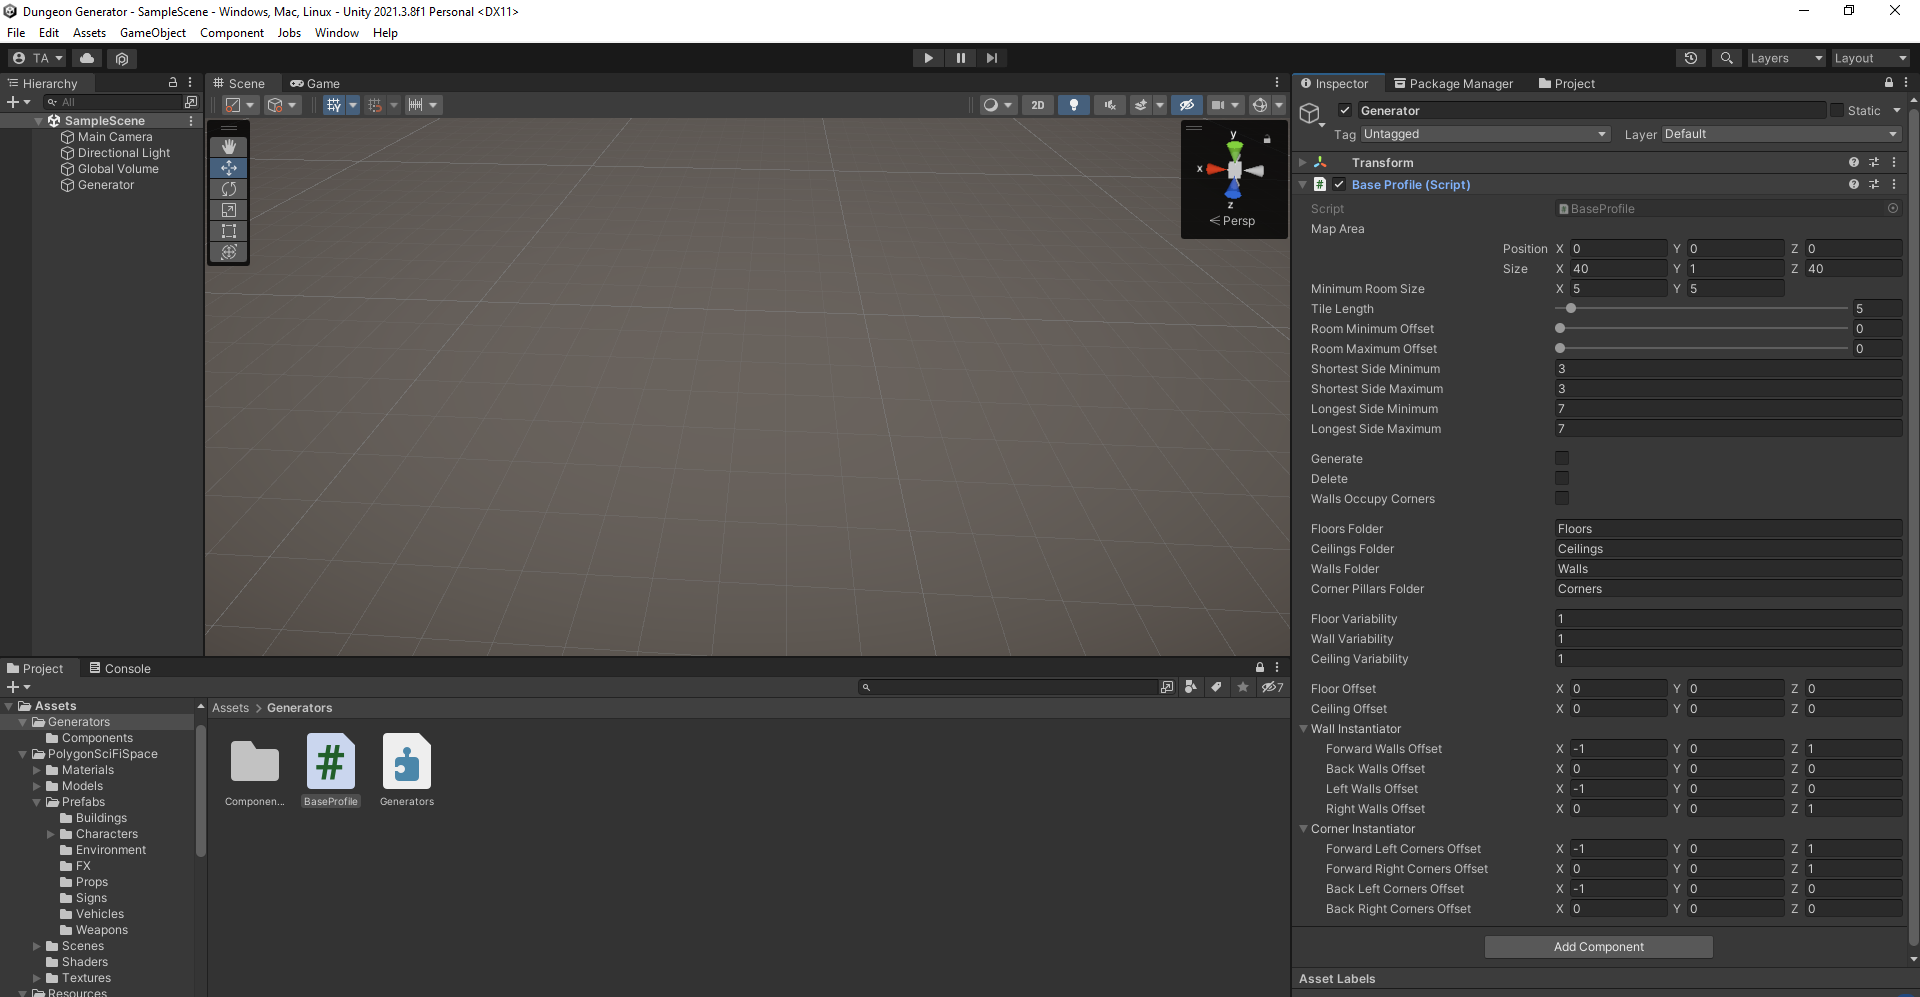 Dungeon Generator - SampleScene - Windows, Mac, Linux - Unity 2021.3.8f1 Personal <DX11>
File Edit Assets GameObject Component Jobs Window Help
TA
Layers
Layout
Hierarchy
All
SampleScene
Main Camera
Directional Light
Global Volume
Generator
Scene Game
2D
y
x
z
Persp
Project Console
7
Assets
Generators
Components
PolygonSciFiSpace
Materials
Models
Prefabs
Buildings
Characters
Environment
FX
Props
Signs
Vehicles
Weapons
Scenes
Shaders
Textures
Resources
Assets > Generators
Componen...
BaseProfile
Generators
Inspector Package Manager Project
Generator
Static
Tag Untagged Layer Default
Transform
# Base Profile (Script)
Script BaseProfile
Map Area
Position X 0 Y 0 Z 0
Size X 40 Y 1 Z 40
Minimum Room Size X 5 Y 5
Tile Length 5
Room Minimum Offset 0
Room Maximum Offset 0
Shortest Side Minimum 3
Shortest Side Maximum 3
Longest Side Minimum 7
Longest Side Maximum 7
Generate
Delete
Walls Occupy Corners
Floors Folder Floors
Ceilings Folder Ceilings
Walls Folder Walls
Corner Pillars Folder Corners
Floor Variability 1
Wall Variability 1
Ceiling Variability 1
Floor Offset X 0 Y 0 Z 0
Ceiling Offset X 0 Y 0 Z 0
Wall Instantiator
Forward Walls Offset X -1 Y 0 Z 1
Back Walls Offset X 0 Y 0 Z 0
Left Walls Offset X -1 Y 0 Z 0
Right Walls Offset X 0 Y 0 Z 1
Corner Instantiator
Forward Left Corners Offset X -1 Y 0 Z 1
Forward Right Corners Offset X 0 Y 0 Z 1
Back Left Corners Offset X -1 Y 0 Z 0
Back Right Corners Offset X 0 Y 0 Z 0
Add Component
Asset Labels